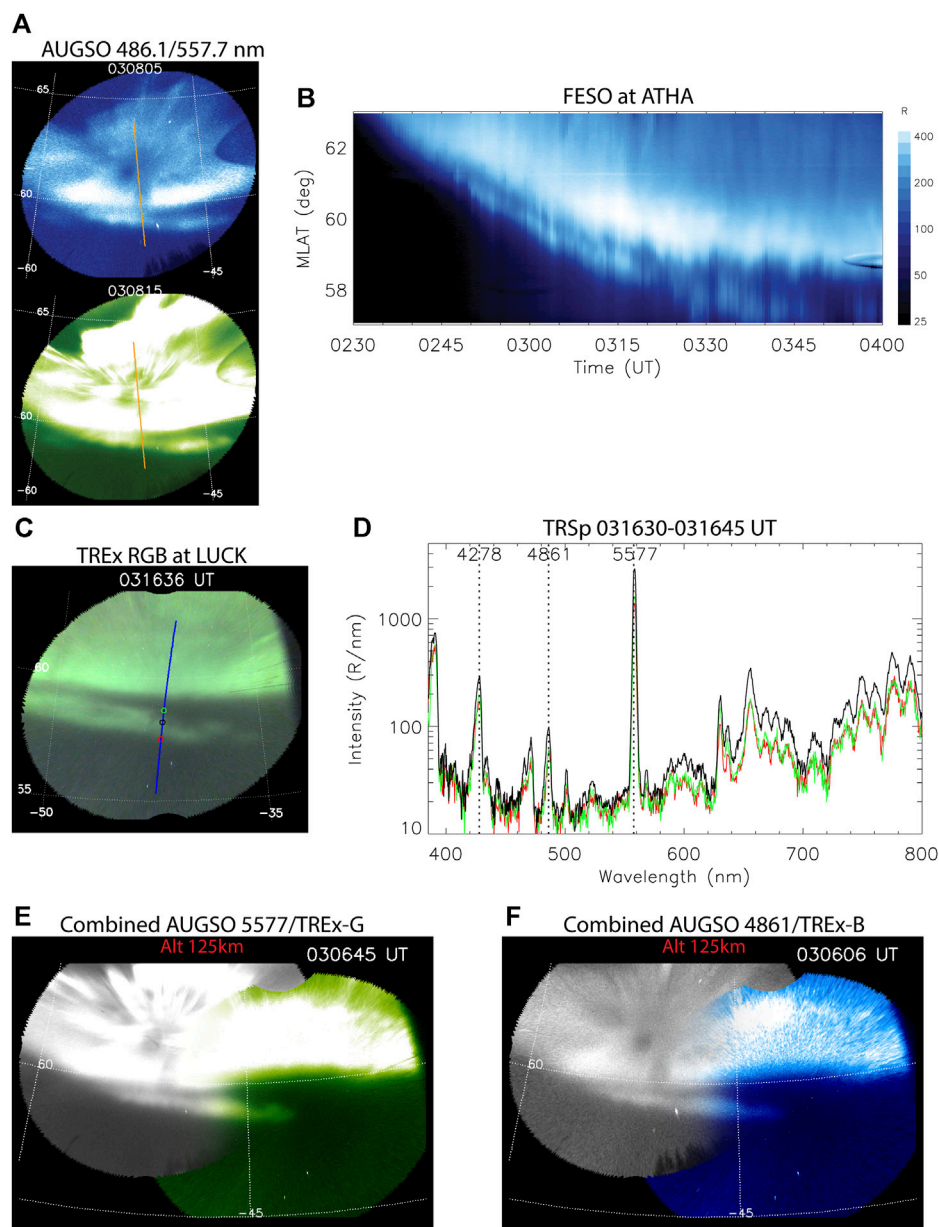 A
AUGSO 486.1/557.7 nm
030805
65
60
-60
-45
030815
65
60
-60
-45
B
FESO at ATHA
MLAT (deg)
62
60
58
0230 0245 0300 0315 0330 0345 0400
Time (UT)
R
400
200
100
50
25
C
TREx RGB at LUCK
031636 UT
60
55
-50
-35
D
TRSp 031630-031645 UT
4278 4861 5577
Intensity (R/nm)
1000
100
10
400 500 600 700 800
Wavelength (nm)
E
Combined AUGSO 5577/TREx-G
Alt 125km
030645 UT
60
-45
F
Combined AUGSO 4861/TREx-B
Alt 125km
030606 UT
60
-45